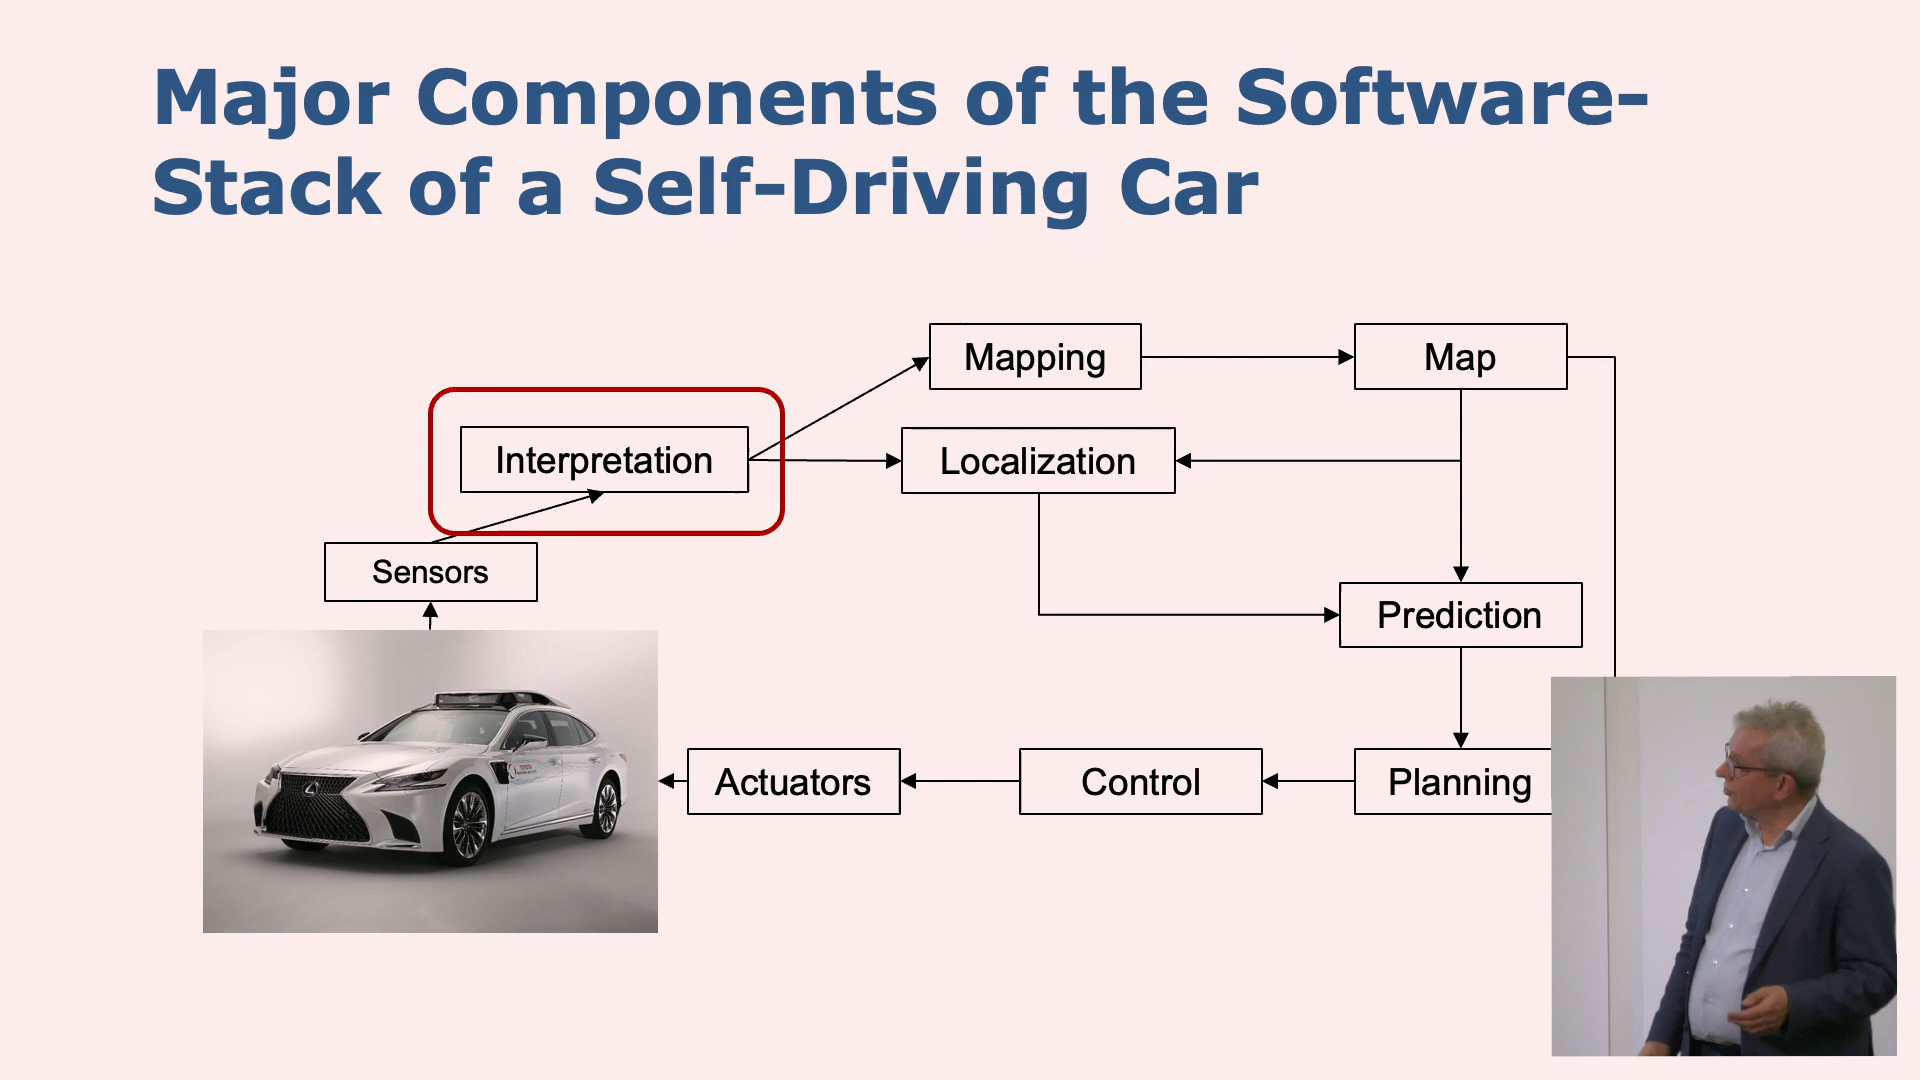 Major Components of the Software-
Stack of a Self-Driving Car
Mapping
Map
Interpretation
Localization
Sensors
Prediction
Actuators
Control
Planning
TOYOTA